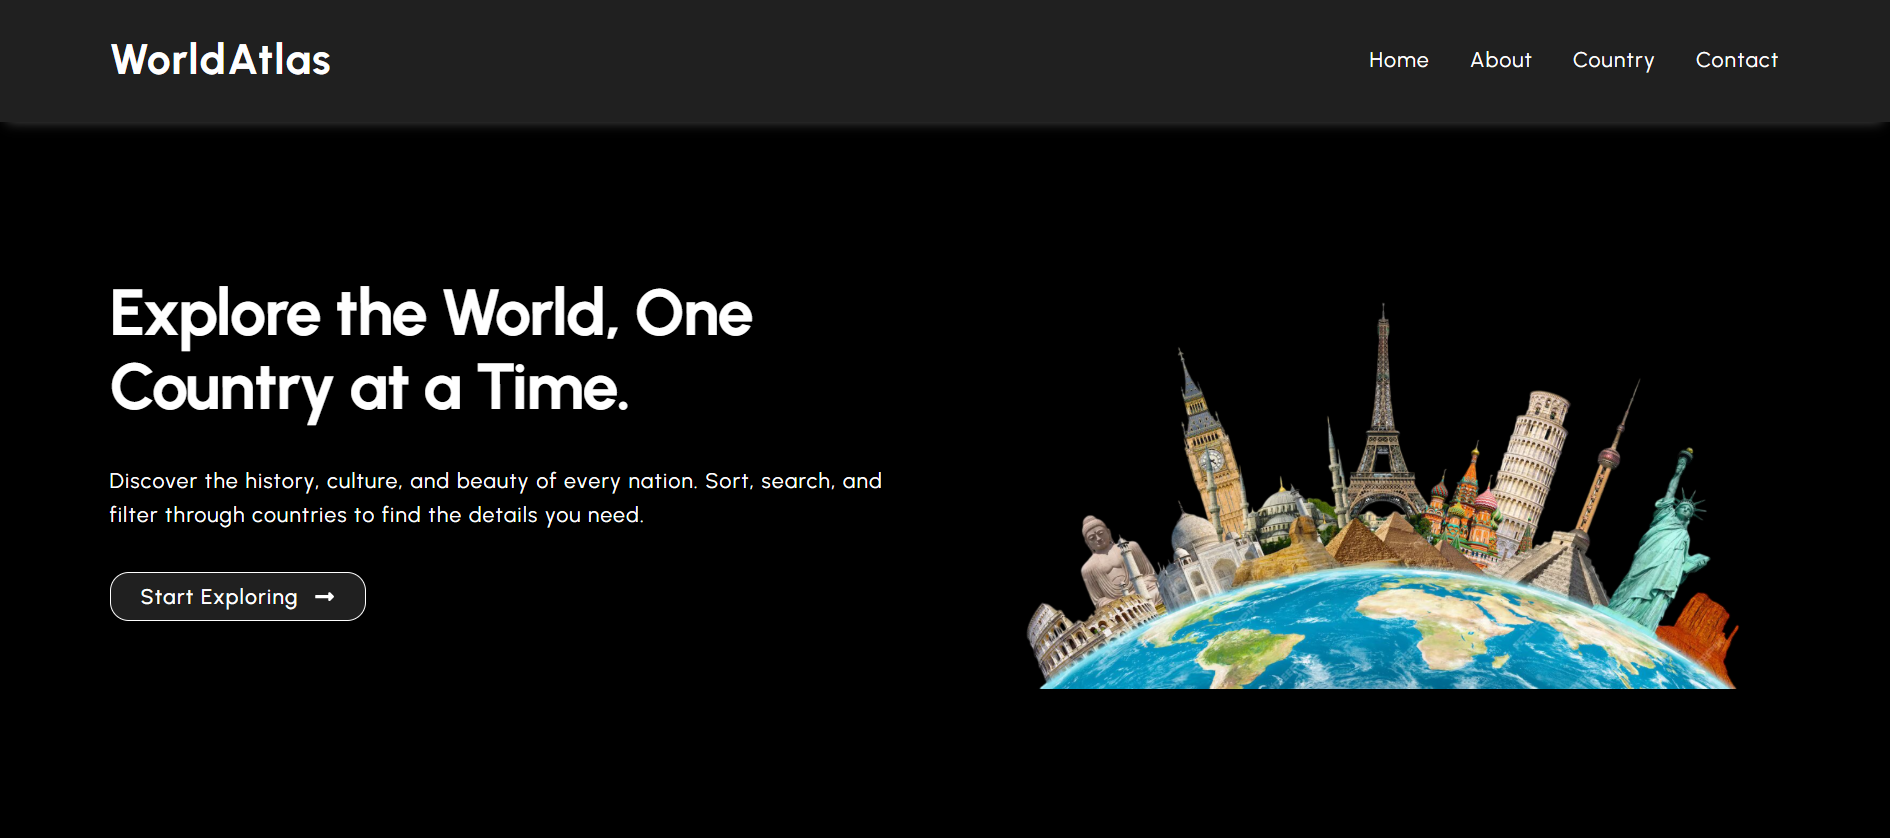 WorldAtlas
Home
About
Country
Contact
Explore the World, One
Country at a Time.
Discover the history, culture, and beauty of every nation. Sort, search, and
filter through countries to find the details you need.
Start Exploring